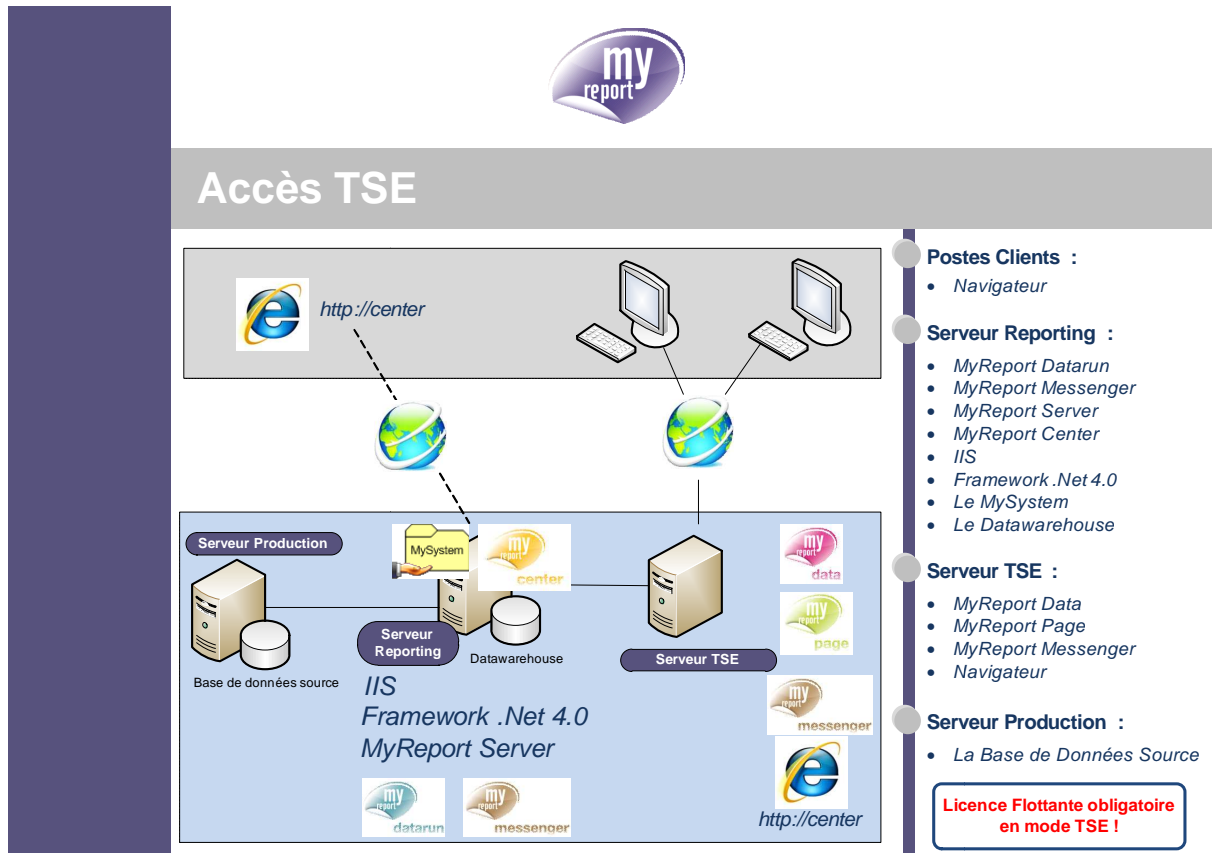 my
report
Accès TSE
http://center
Serveur Production
MySystem
my
report
center
my
report
data
my
report
page
Serveur
Reporting
Datawarehouse
Serveur TSE
Base de données source
IIS
Framework .Net 4.0
MyReport Server
my
report
datarun
my
report
messenger
my
report
messenger
http://center
Postes Clients :
• Navigateur
Serveur Reporting :
• MyReport Datarun
• MyReport Messenger
• MyReport Server
• MyReport Center
• IIS
• Framework .Net 4.0
• Le MySystem
• Le Datawarehouse
Serveur TSE :
• MyReport Data
• MyReport Page
• MyReport Messenger
• Navigateur
Serveur Production :
• La Base de Données Source
Licence Flottante obligatoire
en mode TSE !